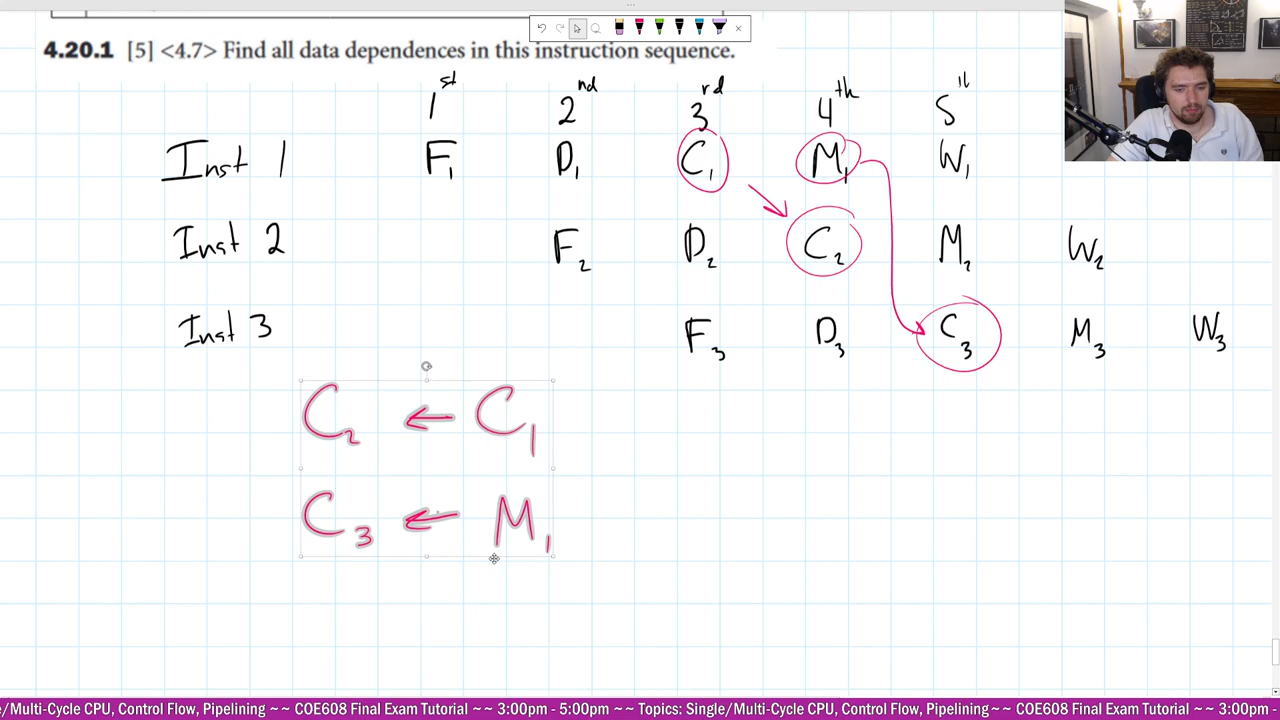 4.20.1 [5] <4.7> Find all data dependences in this instruction sequence.
1st 2nd 3rd 4th 5th
Inst 1 F1 D1 C1 M1 W1
Inst 2 F2 D2 C2 M2 W2
Inst 3 F3 D3 C3 M3 W3
C2 ← C1
C3 ← M1
e/Multi-Cycle CPU, Control Flow, Pipelining ~~ COE608 Final Exam Tutorial ~~ 3:00pm - 5:00pm ~~ Topics: Single/Multi-Cycle CPU, Control Flow, Pipelining ~~ COE608 Final Exam Tutorial ~~ 3:00pm -